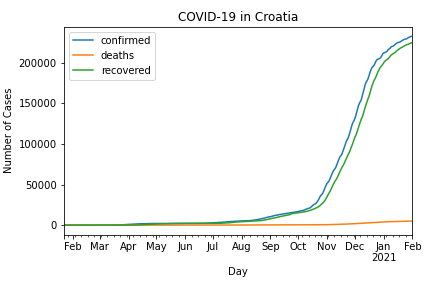 COVID-19 in Croatia
confirmed
deaths
recovered
Number of Cases
200000
150000
100000
50000
0
Feb Mar Apr May Jun Jul Aug Sep Oct Nov Dec Jan Feb
2021
Day